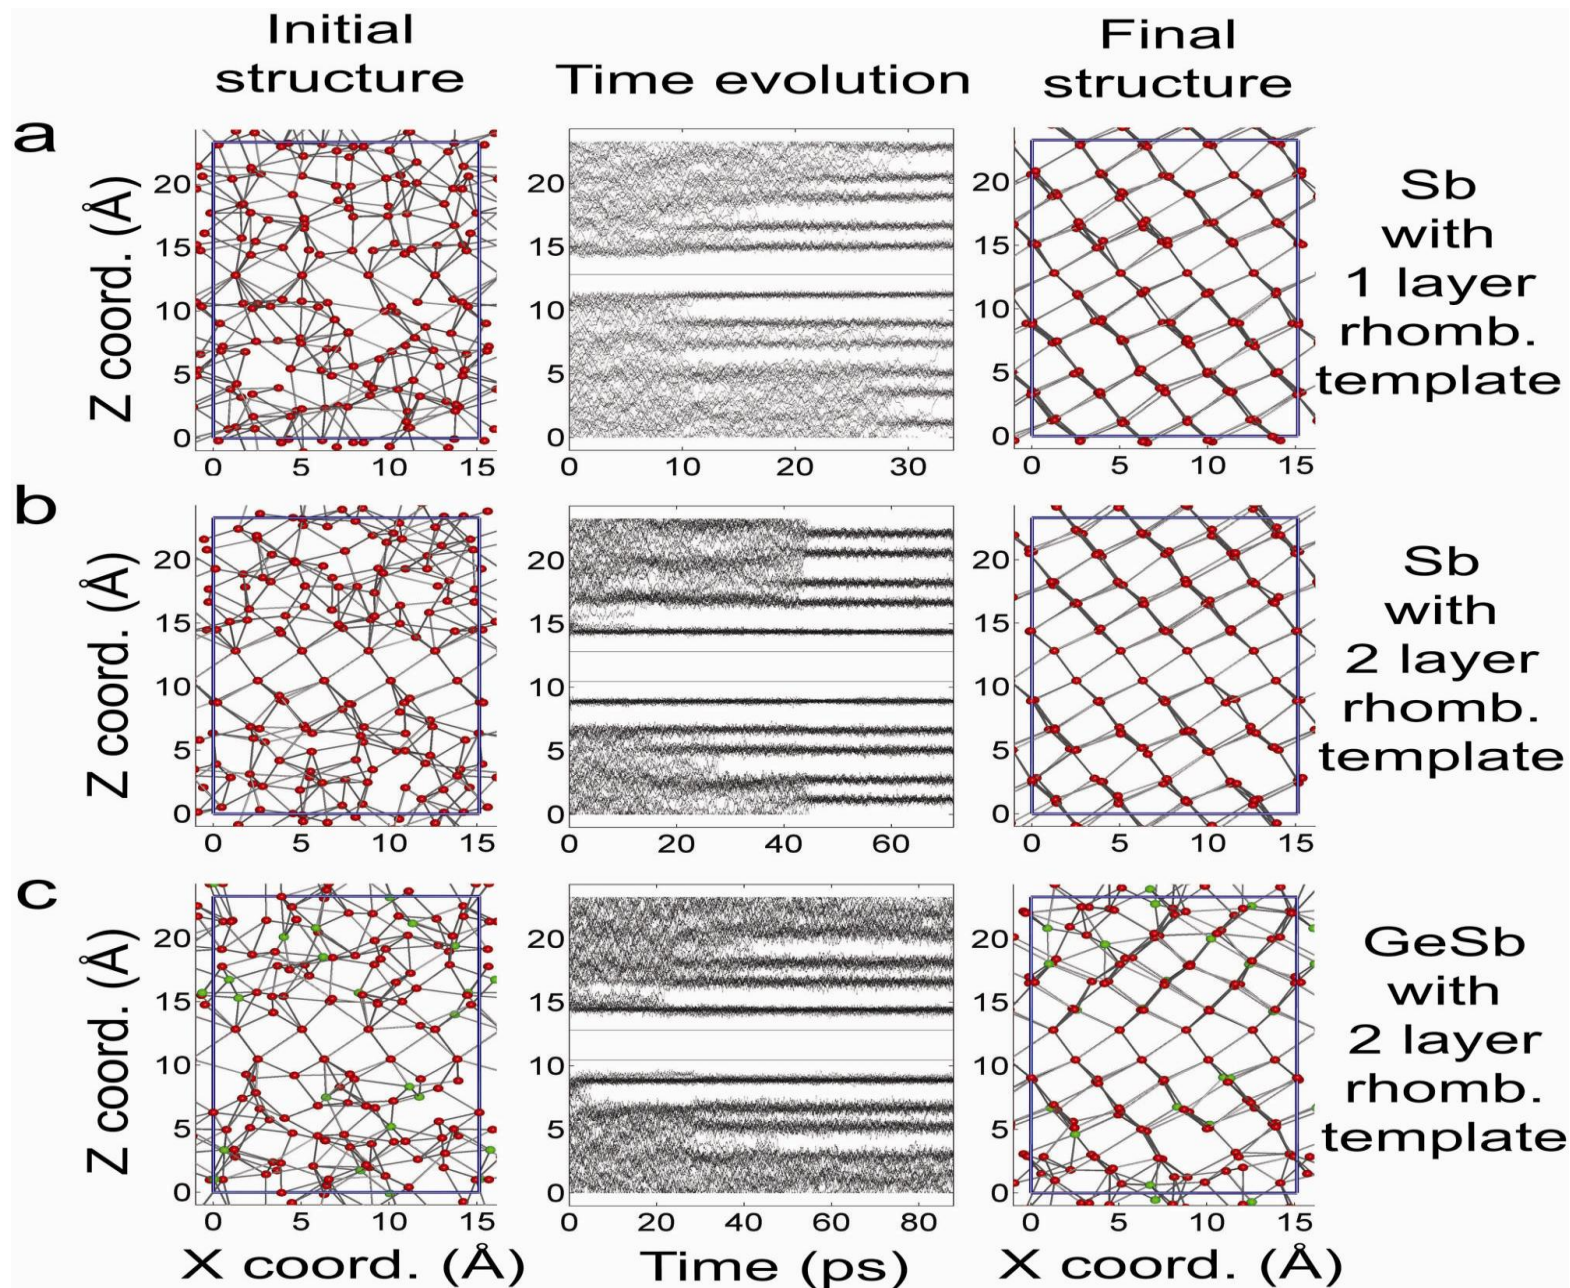 Initial
structure
Time evolution
Final
structure
a
Z coord. (Å)
20
15
10
5
0
0 5 10 15
20
15
10
5
0
0 10 20 30
20
15
10
5
0
0 5 10 15
Sb
with
1 layer
rhomb.
template
b
Z coord. (Å)
20
15
10
5
0
0 5 10 15
20
15
10
5
0
0 20 40 60
20
15
10
5
0
0 5 10 15
Sb
with
2 layer
rhomb.
template
c
Z coord. (Å)
20
15
10
5
0
0 5 10 15
X coord. (Å)
20
15
10
5
0
0 20 40 60 80
Time (ps)
20
15
10
5
0
0 5 10 15
X coord. (Å)
GeSb
with
2 layer
rhomb.
template